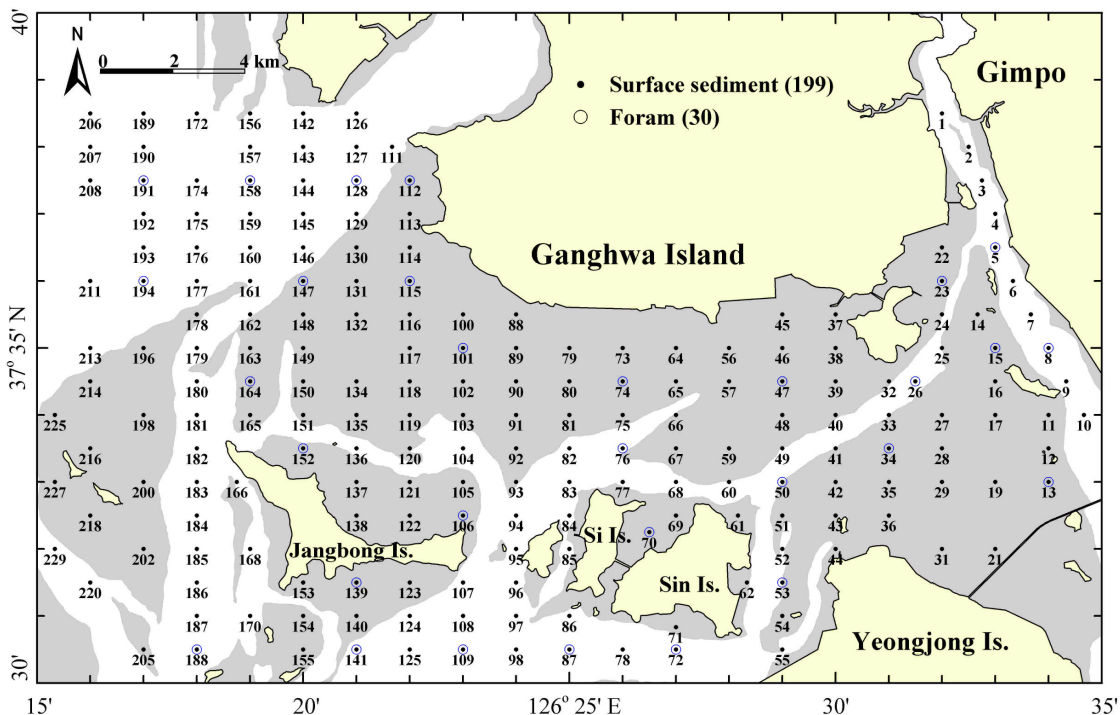 40'
N
0 2 4 km
Gimpo
Surface sediment (199)
Foram (30)
206 189 172 156 142 126 1
207 190 157 143 127 111 2
208 191 174 158 144 128 112 3
192 175 159 145 129 113 4
Ganghwa Island
193 176 160 146 130 114 22 5
211 194 177 161 147 131 115 23 6
178 162 148 132 116 100 88 45 37 24 14 7
37° 35' N
213 196 179 163 149 117 101 89 79 73 64 56 46 38 25 15 8
214 180 164 150 134 118 102 90 80 74 65 57 47 39 32 26 16 9
225 198 181 165 151 135 119 103 91 81 75 66 48 40 33 27 17 10 11
216 182 152 136 120 104 92 82 76 67 59 49 41 34 28 12
227 200 183 166 137 121 105 93 83 77 68 60 50 42 35 29 19 13
218 184 138 122 106 94 84 69 61 51 43 36
Si Is. 70
Jangbong Is.
229 202 185 168 95 85 52 44 31 21
220 186 153 139 123 107 96 Sin Is. 62 53
187 170 154 140 124 108 97 86 71 54
Yeongjong Is.
205 188 155 141 125 109 98 87 78 72 55
30'
15' 20' 126° 25' E 30' 35'